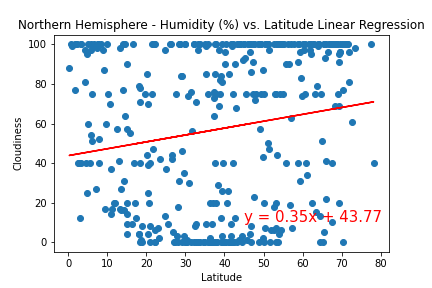 Northern Hemisphere - Humidity (%) vs. Latitude Linear Regression
100
80
60
40
20
0
Cloudiness
y = 0.35x + 43.77
0 10 20 30 40 50 60 70 80
Latitude